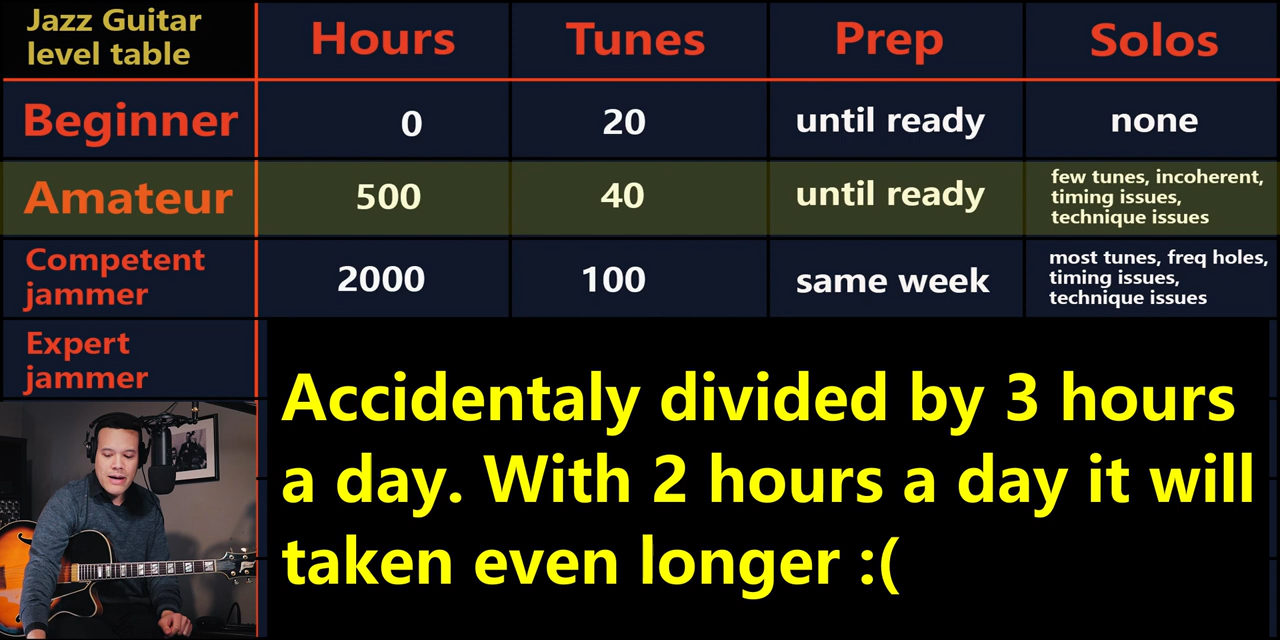 Jazz Guitar level table Hours Tunes Prep Solos
Beginner 0 20 until ready none
Amateur 500 40 until ready few tunes, incoherent, timing issues, technique issues
Competent jammer 2000 100 same week most tunes, freq holes, timing issues, technique issues
Expert jammer
Accidentaly divided by 3 hours
a day. With 2 hours a day it will
taken even longer :(